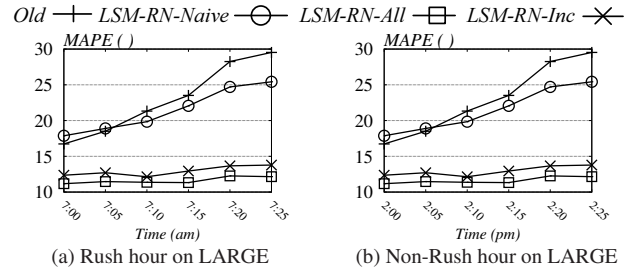 Old LSM-RN-Naive LSM-RN-All LSM-RN-Inc
MAPE ( )
30
25
20
15
10
7:00 7:05 7:10 7:15 7:20 7:25
Time (am)
(a) Rush hour on LARGE
MAPE ( )
30
25
20
15
10
2:00 2:05 2:10 2:15 2:20 2:25
Time (pm)
(b) Non-Rush hour on LARGE